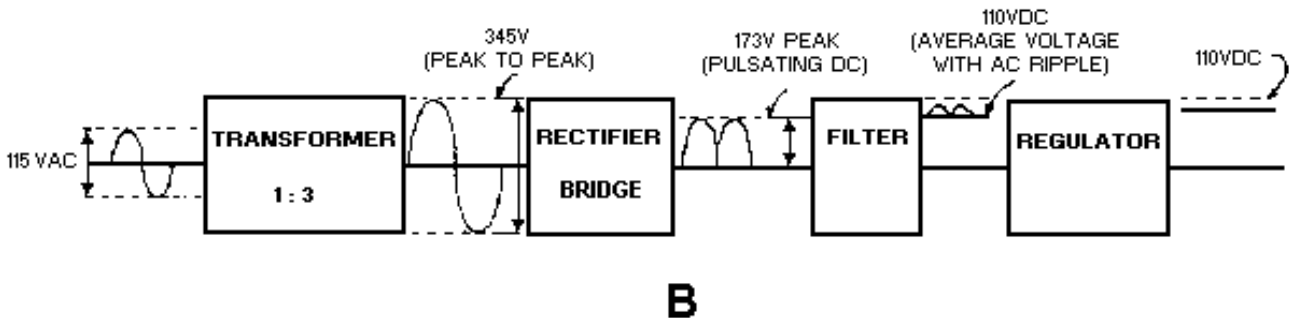 115 VAC
TRANSFORMER
1 : 3
345V
(PEAK TO PEAK)
RECTIFIER
BRIDGE
173V PEAK
(PULSATING DC)
FILTER
110VDC
(AVERAGE VOLTAGE
WITH AC RIPPLE)
REGULATOR
110VDC
B